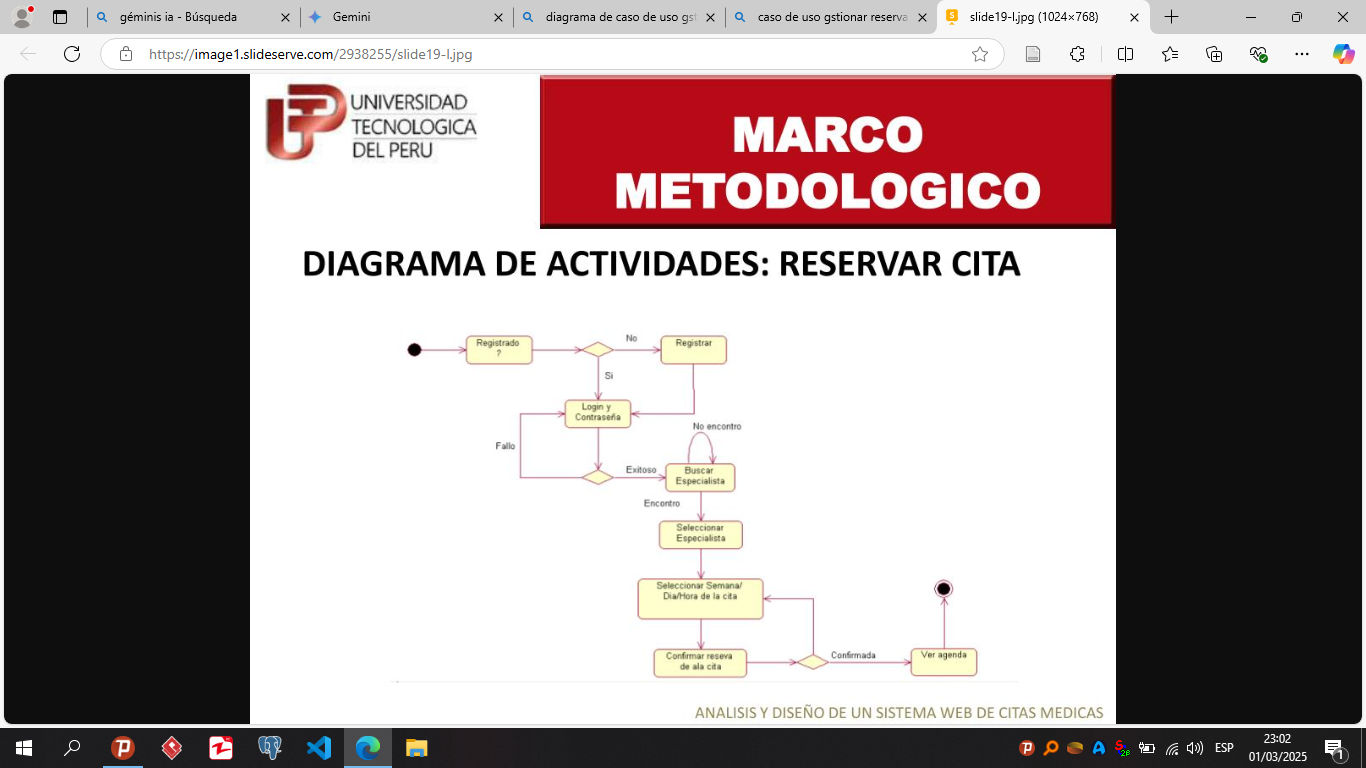 géminis ia - Búsqueda
Gemini
diagrama de caso de uso gst
caso de uso gstionar reserva
slide19-l.jpg (1024×768)
https://image1.slideserve.com/2938255/slide19-l.jpg
UNIVERSIDAD
TECNOLOGICA
DEL PERU
MARCO
METODOLOGICO
DIAGRAMA DE ACTIVIDADES: RESERVAR CITA
Registrado
?
No
Registrar
Si
Login y
Contraseña
No encontro
Fallo
Exitoso
Buscar
Especialista
Encontro
Seleccionar
Especialista
Seleccionar Semana/
Dia/Hora de la cita
Confirmar reseva
de ala cita
Confirmada
Ver agenda
ANALISIS Y DISEÑO DE UN SISTEMA WEB DE CITAS MEDICAS
ESP
23:02
01/03/2025
1